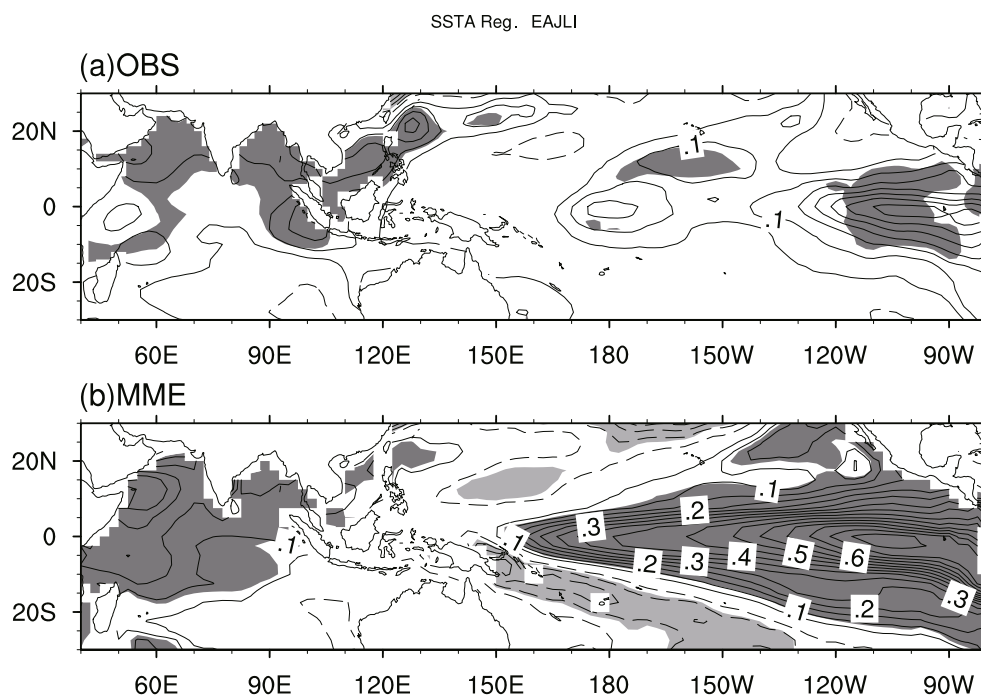 SSTA Reg. EAJLI
(a)OBS
20N
.1
0
.1
20S
60E 90E 120E 150E 180 150W 120W 90W
(b)MME
20N
.1
.3 .2
0 .1 .1
.2 .3 .4 .5 .6
20S .1 .2 .3
60E 90E 120E 150E 180 150W 120W 90W